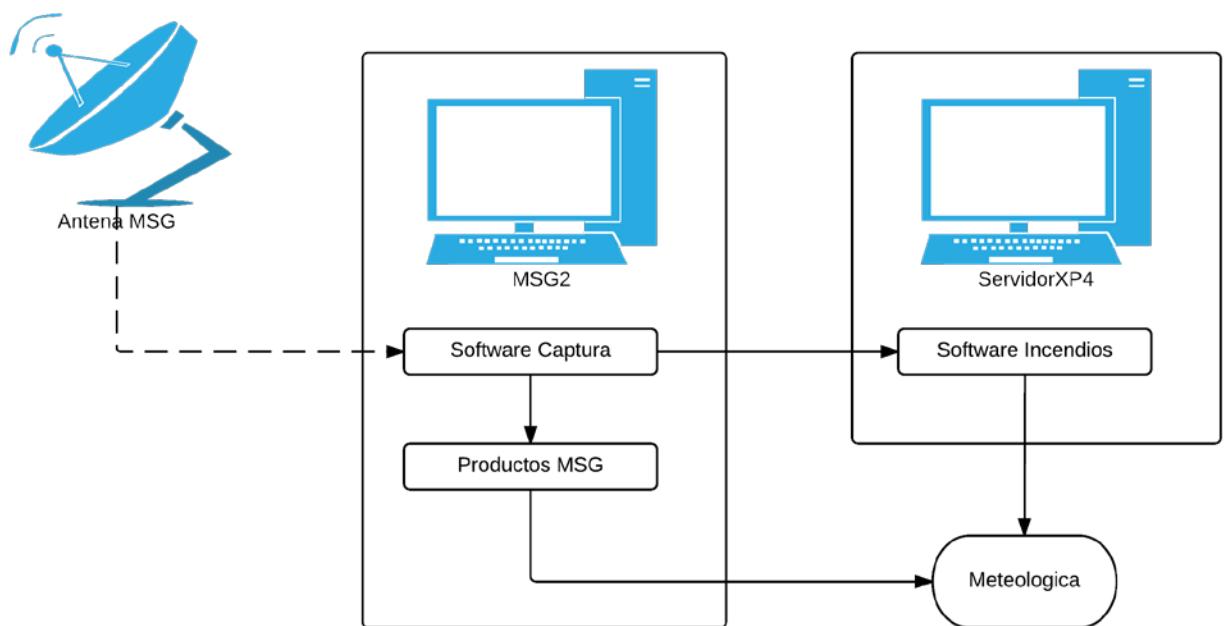 Antena MSG
MSG2
ServidorXP4
Software Captura
Software Incendios
Productos MSG
Meteologica